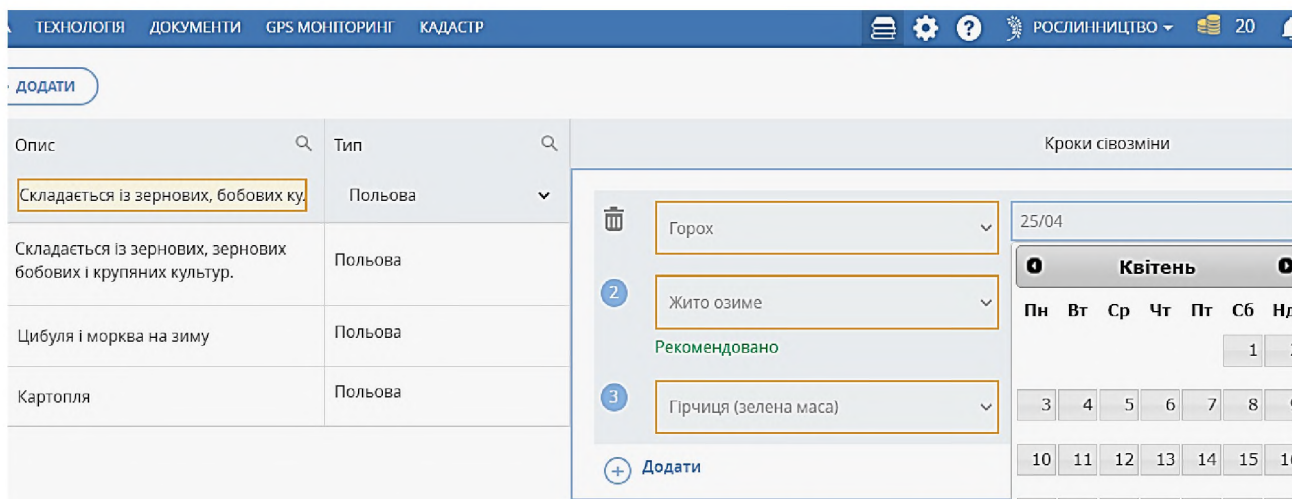 ТЕХНОЛОГІЯ ДОКУМЕНТИ GPS МОНІТОРИНГ КАДАСТР РОСЛИННИЦТВО 20
ДОДАТИ
Опис Тип Кроки сівозміни
Складається із зернових, бобових ку. Польова
Горох 25/04
Складається із зернових, зернових
бобових і крупяних культур. Польова
Квітень
2 Жито озиме
Пн Вт Ср Чт Пт Сб Нд
Цибуля і морква на зиму Польова
Рекомендовано
1
Картопля Польова
3 Гірчиця (зелена маса)
3 4 5 6 7 8
Додати
10 11 12 13 14 15